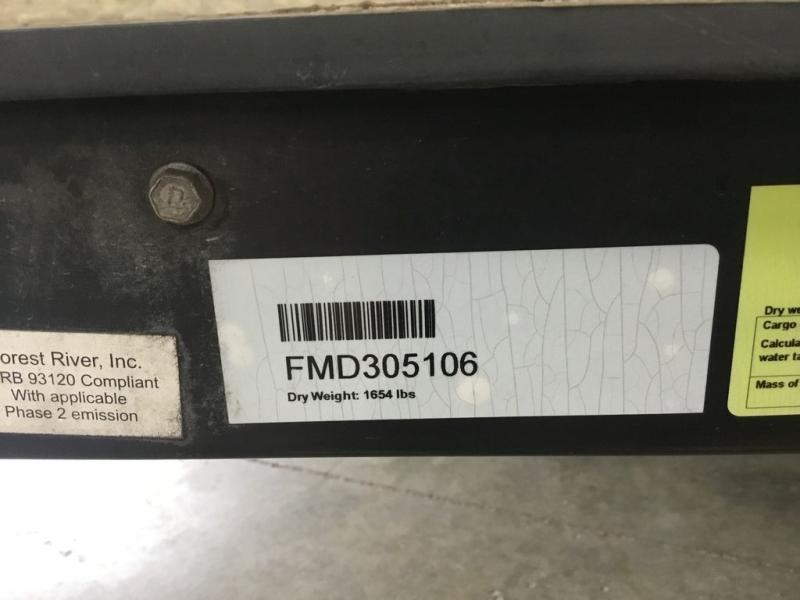 orest River, Inc.
RB 93120 Compliant
With applicable
Phase 2 emission
FMD305106
Dry Weight: 1654 lbs
Dry we
Cargo
Calcula
water ta
Mass of